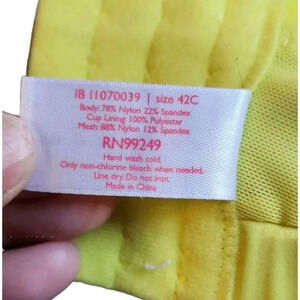 IB 11070039 | size 42C
Body: 78% Nylon 22% Spandex
Cup Lining: 100% Polyester
Mesh: 88% Nylon 12% Spandex
RN99249
Hand wash cold.
Only non-chlorine bleach when needed.
Line dry. Do not iron.
Made in China